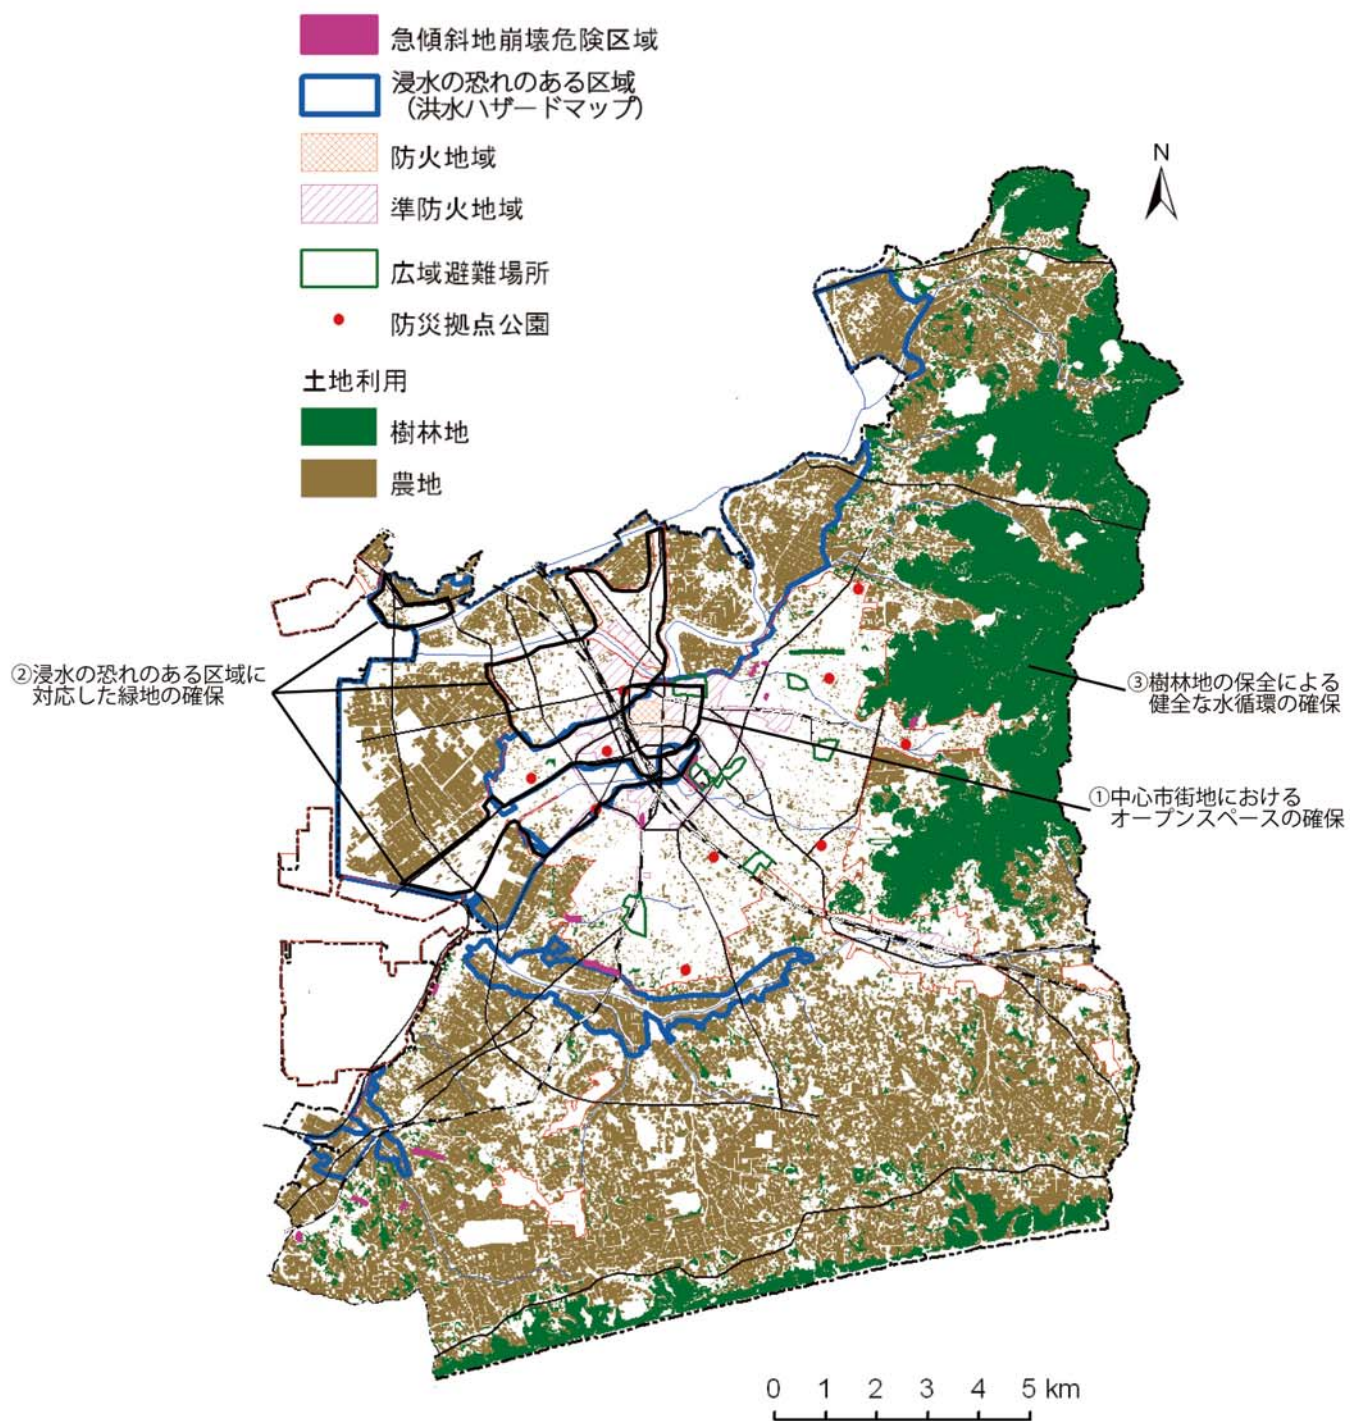 急傾斜地崩壊危険区域
浸水の恐れのある区域
（洪水ハザードマップ）
防火地域
準防火地域
広域避難場所
防災拠点公園
土地利用
樹林地
農地
N
②浸水の恐れのある区域に
対応した緑地の確保
③樹林地の保全による
健全な水循環の確保
①中心市街地における
オープンスペースの確保
0 1 2 3 4 5 km